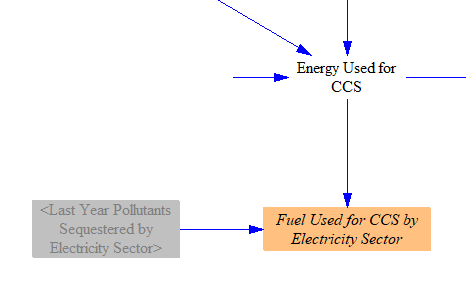 Energy Used for
CCS
<Last Year Pollutants
Sequestered by
Electricity Sector>
Fuel Used for CCS by
Electricity Sector